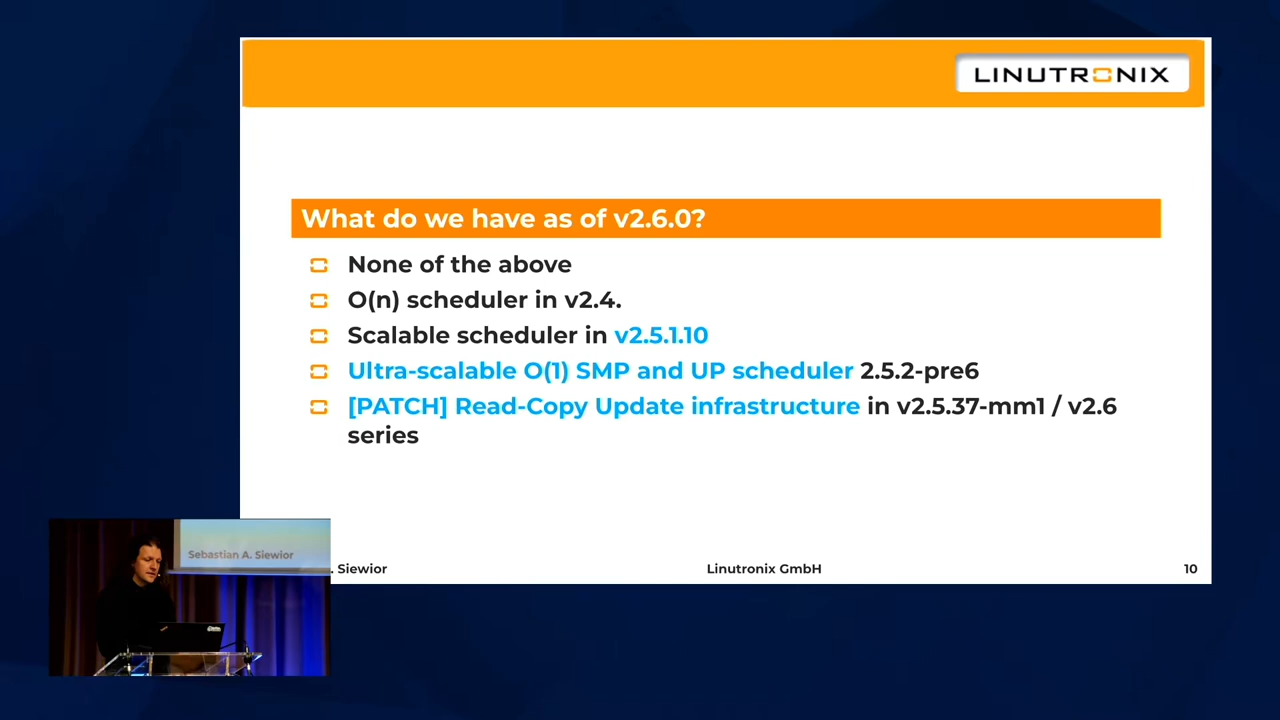 LINUTRONIX
What do we have as of v2.6.0?
None of the above
O(n) scheduler in v2.4.
Scalable scheduler in v2.5.1.10
Ultra-scalable O(1) SMP and UP scheduler 2.5.2-pre6
[PATCH] Read-Copy Update infrastructure in v2.5.37-mm1 / v2.6
series
Sebastian A. Siewior
. Siewior
Linutronix GmbH
10